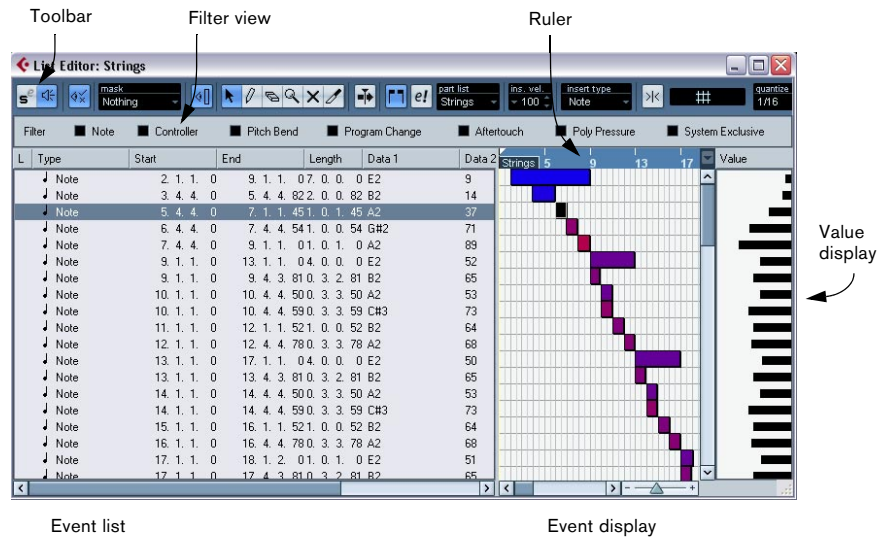 Toolbar Filter view Ruler
List Editor: Strings
mask part list ins. vel. insert type quantize
Nothing e! Strings 100 Note 1/16
Filter Note Controller Pitch Bend Program Change Aftertouch Poly Pressure System Exclusive
L Type Start End Length Data 1 Data 2 Strings 5 9 13 17 Value
Note 2. 1. 1. 0 9. 1. 1. 0 7. 0. 0. 0 E2 9
Note 3. 4. 4. 0 5. 4. 4. 82 2. 0. 0. 82 B2 14
Note 5. 4. 4. 0 7. 1. 1. 45 1. 0. 1. 45 A2 37
Note 6. 4. 4. 0 7. 4. 4. 54 1. 0. 0. 54 G#2 71
Note 7. 4. 4. 0 9. 1. 1. 0 1. 0. 1. 0 A2 89
Note 9. 1. 1. 0 13. 1. 1. 0 4. 0. 0. 0 E2 52
Note 9. 1. 1. 0 9. 4. 3. 81 0. 3. 2. 81 B2 65
Note 10. 1. 1. 0 10. 4. 4. 50 0. 3. 3. 50 A2 53
Note 10. 1. 1. 0 10. 4. 4. 59 0. 3. 3. 59 C#3 73
Note 11. 1. 1. 0 12. 1. 1. 52 1. 0. 0. 52 B2 64
Note 12. 1. 1. 0 12. 4. 4. 78 0. 3. 3. 78 A2 68
Note 13. 1. 1. 0 17. 1. 1. 0 4. 0. 0. 0 E2 50
Note 13. 1. 1. 0 13. 4. 3. 81 0. 3. 2. 81 B2 65
Note 14. 1. 1. 0 14. 4. 4. 50 0. 3. 3. 50 A2 53
Note 14. 1. 1. 0 14. 4. 4. 59 0. 3. 3. 59 C#3 73
Note 15. 1. 1. 0 16. 1. 1. 52 1. 0. 0. 52 B2 64
Note 16. 1. 1. 0 16. 4. 4. 78 0. 3. 3. 78 A2 68
Note 17. 1. 1. 0 18. 1. 2. 0 1. 0. 1. 0 E2 51
Note 17. 1. 1. 0 17. 4. 3. 81 0. 3. 2. 81 B2 65
Value
display
Event list Event display